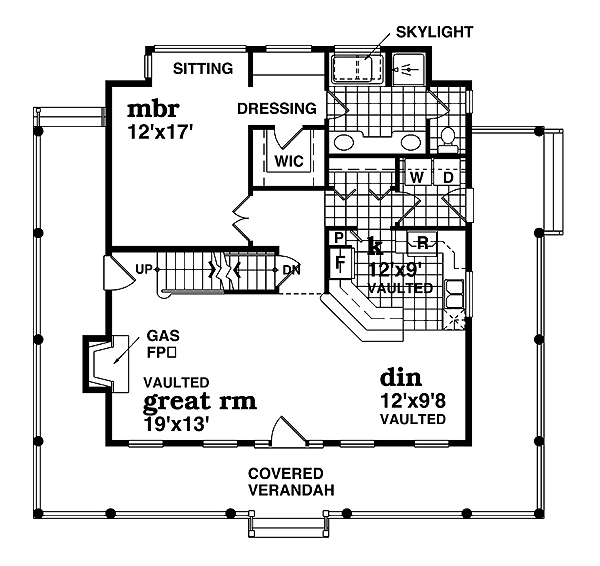 SKYLIGHT
SITTING
mbr
12'x17'
DRESSING
WIC
W D
P
k
R
F
12'x9'
VAULTED
UP
DN
GAS
FP
VAULTED
great rm
19'x13'
din
12'x9'8
VAULTED
COVERED
VERANDAH